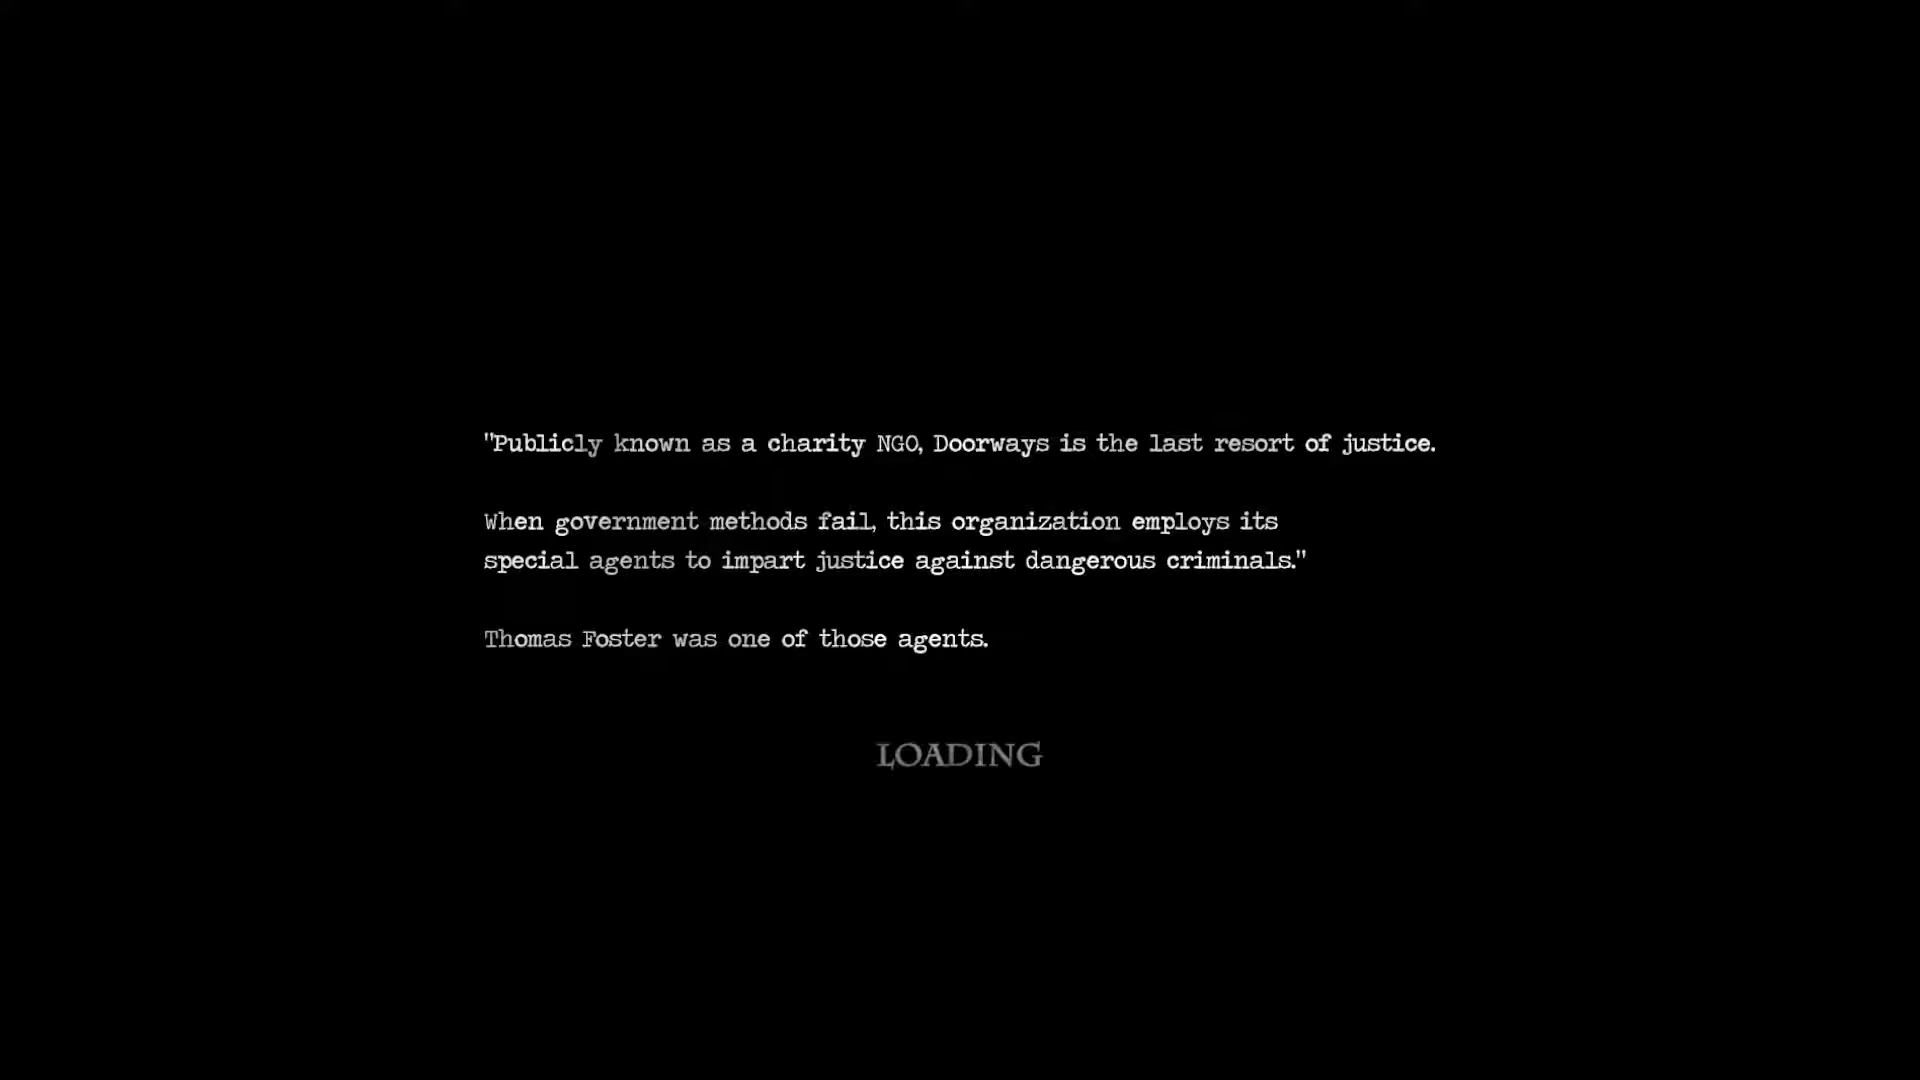 "Publicly known as a charity NGO, Doorways is the last resort of justice.
When government methods fail, this organization employs its
special agents to impart justice against dangerous criminals."
Thomas Foster was one of those agents.
LOADING